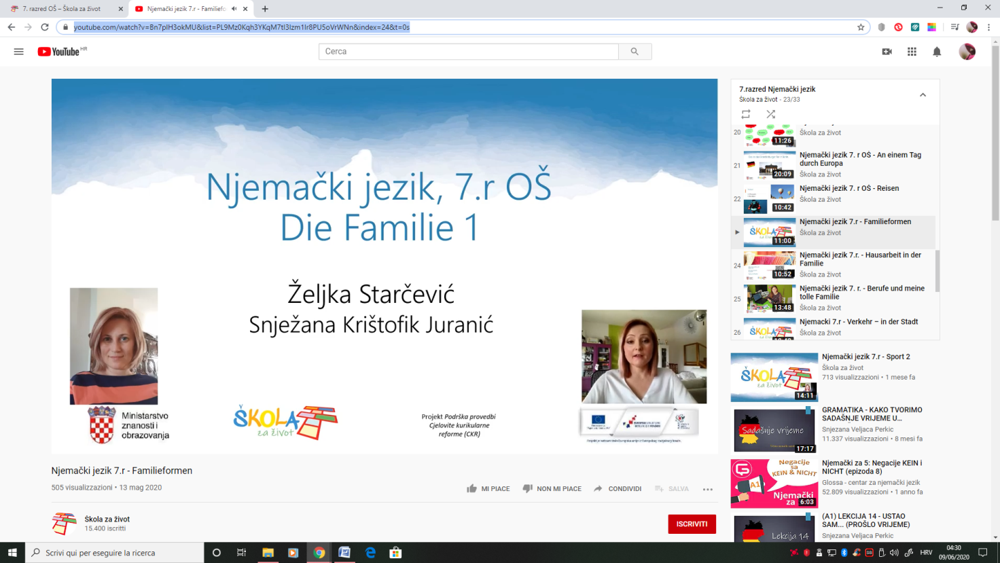 7. razred OŠ – Škola za život
Njemački jezik 7.r - Familief
youtube.com/watch?v=Bn7pIH3okMU&list=PL9Mz0Kqh3YKqM7tI3Izm1Ir8PU5oVrWNn&index=24&t=0s
YouTube HR
Cerca
Njemački jezik, 7.r OŠ
Die Familie 1
Željka Starčević
Snježana Krištofik Juranić
Ministarstvo
znanosti i
obrazovanja
ŠKOLA
za život
Projekt Podrška provedbi
Cjelovite kurikularne
reforme (CKR)
Njemački jezik 7.r - Familieformen
505 visualizzazioni • 13 mag 2020
MI PIACE
NON MI PIACE
CONDIVIDI
SALVA
Škola za život
15.400 iscritti
ISCRIVITI
7.razred Njemački jezik
Škola za život - 23/33
20
11:26
Škola za život
21
20:09
Njemački jezik 7. r OŠ - An einem Tag
durch Europa
Škola za život
22
10:42
Njemački jezik 7. r OŠ - Reisen
Škola za život
ŠKOLA
11:00
Njemački jezik 7.r - Familieformen
Škola za život
24
10:52
Njemački jezik 7.r. - Hausarbeit in der
Familie
Škola za život
25
13:48
Njemački jezik 7. r. - Berufe und meine
tolle Familie
Škola za život
26
ŠKOLA
Njemacki 7.r - Verkehr – in der Stadt
Škola za život
ŠKOLA
za život
14:11
Njemački jezik 7.r - Sport 2
Škola za život
713 visualizzazioni • 1 mese fa
Sadašnje vrijeme
17:17
GRAMATIKA - KAKO TVORIMO
SADAŠNJE VRIJEME U...
Snjezana Veljaca Perkic
11.337 visualizzazioni • 8 mesi fa
Negacije
sa
KEIN & NICHT
A1
Njemački
za
6:03
Njemački za 5: Negacije KEIN i
NICHT (epizoda 8)
Glossa - centar za njemački jezik
52.809 visualizzazioni • 1 anno fa
Lekcija 14
(A1) LEKCIJA 14 - USTAO
SAM... (PROŠLO VRIJEME)
Snjezana Veljaca Perkic
Scrivi qui per eseguire la ricerca
HRV
04:30
09/06/2020